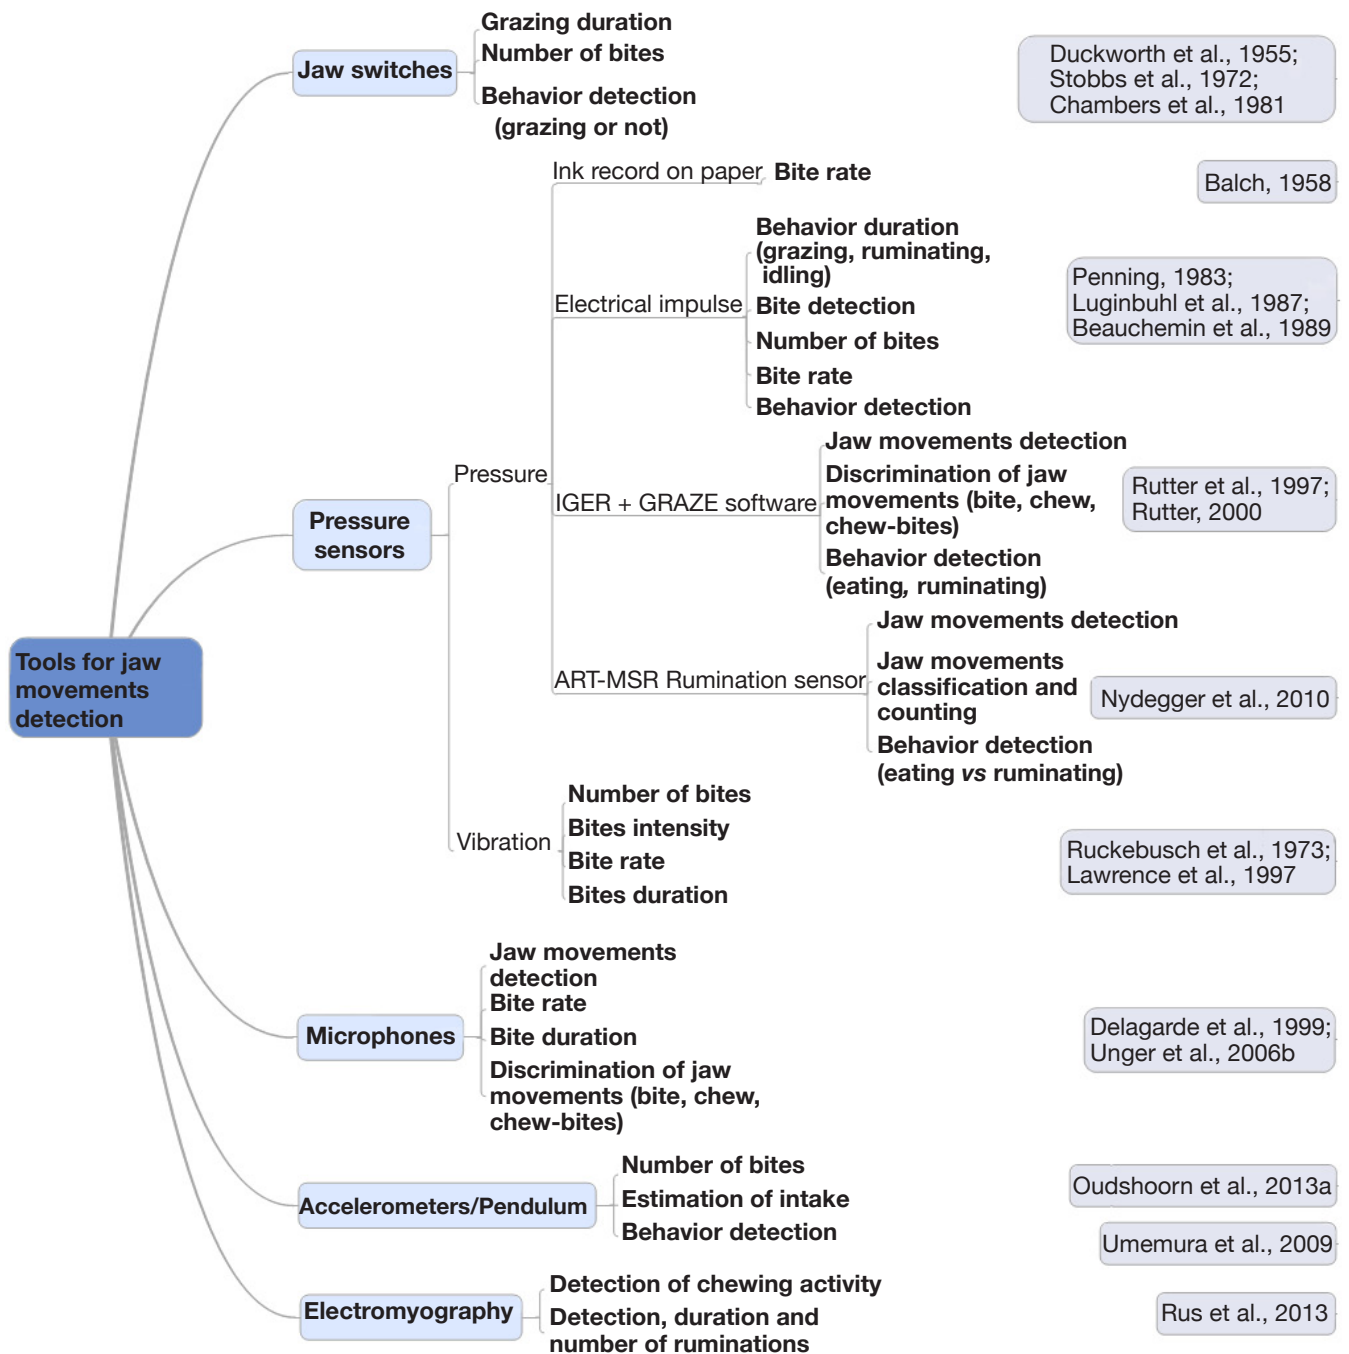 Tools for jaw
movements
detection
Jaw switches
Grazing duration
Number of bites
Behavior detection
(grazing or not)
Duckworth et al., 1955;
Stobbs et al., 1972;
Chambers et al., 1981
Pressure
sensors
Pressure
Ink record on paper
Bite rate
Balch, 1958
Electrical impulse
Behavior duration
(grazing, ruminating,
idling)
Bite detection
Number of bites
Bite rate
Behavior detection
Penning, 1983;
Luginbuhl et al., 1987;
Beauchemin et al., 1989
IGER + GRAZE software
Jaw movements detection
Discrimination of jaw
movements (bite, chew,
chew-bites)
Behavior detection
(eating, ruminating)
Rutter et al., 1997;
Rutter, 2000
ART-MSR Rumination sensor
Jaw movements detection
Jaw movements
classification and
counting
Behavior detection
(eating vs ruminating)
Nydegger et al., 2010
Vibration
Number of bites
Bites intensity
Bite rate
Bites duration
Ruckebusch et al., 1973;
Lawrence et al., 1997
Microphones
Jaw movements
detection
Bite rate
Bite duration
Discrimination of jaw
movements (bite, chew,
chew-bites)
Delagarde et al., 1999;
Unger et al., 2006b
Accelerometers/Pendulum
Number of bites
Estimation of intake
Behavior detection
Oudshoorn et al., 2013a
Umemura et al., 2009
Electromyography
Detection of chewing activity
Detection, duration and
number of ruminations
Rus et al., 2013